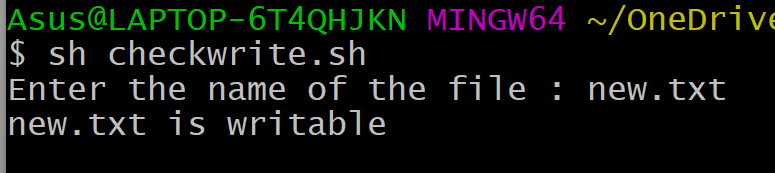 Asus@LAPTOP-6T4QHJKN MINGW64 ~/OneDrive
$ sh checkwrite.sh
Enter the name of the file : new.txt
new.txt is writable